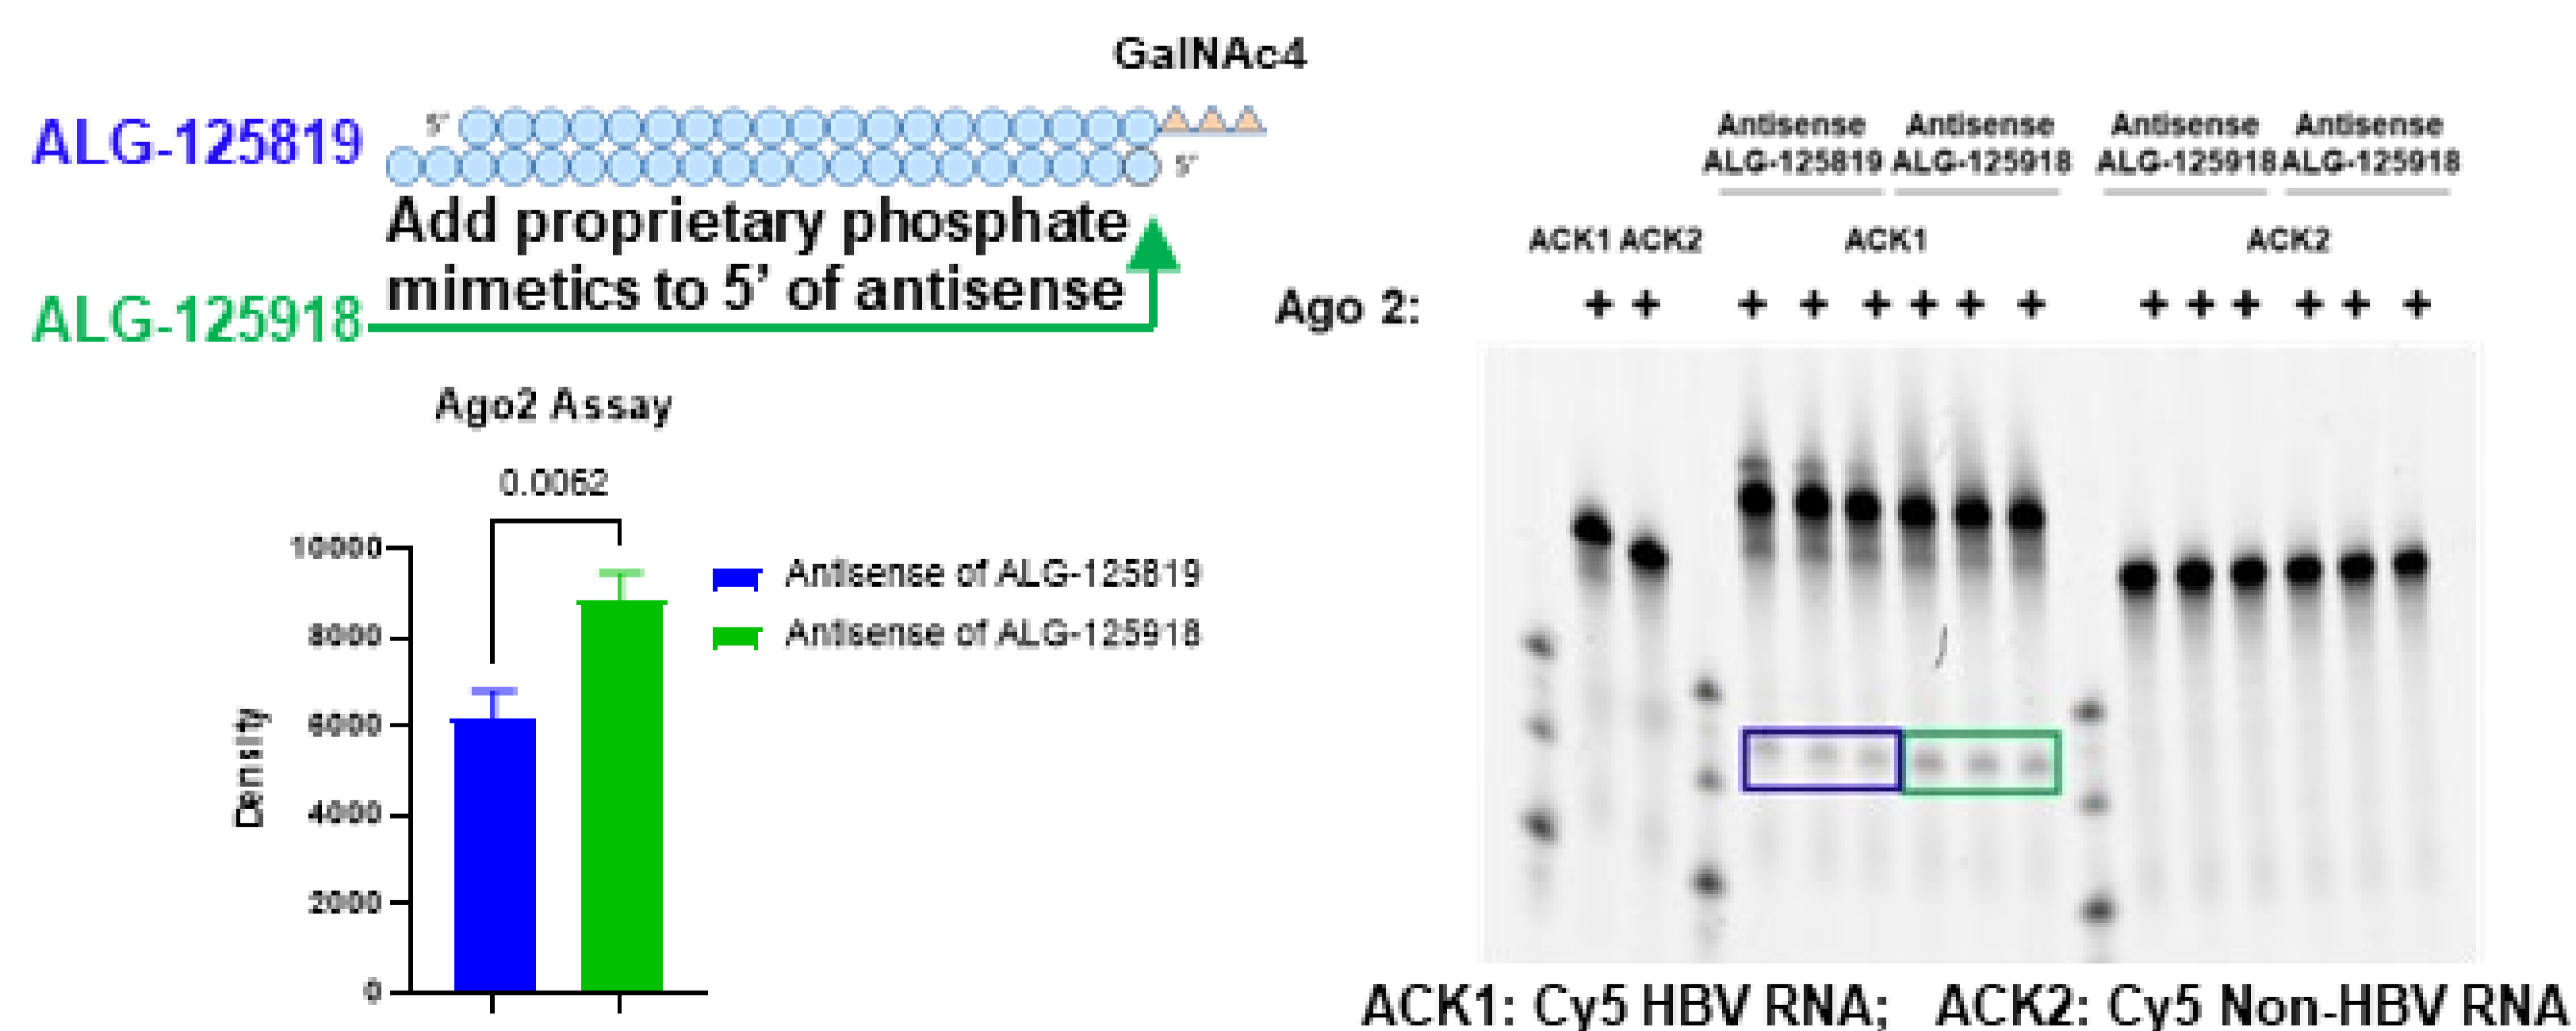 GalNAc4
ALG-125819
5'
5'
Add proprietary phosphate
mimetics to 5' of antisense
ALG-125918
Ago2 Assay
0.0062
10000
8000
6000
4000
2000
0
Density
Antisense of ALG-125819
Antisense of ALG-125918
Antisense Antisense Antisense Antisense
ALG-125819 ALG-125918 ALG-125918 ALG-125918
ACK1 ACK2 ACK1 ACK2
Ago 2: + + + + + + + + + + + + + +
ACK1: Cy5 HBV RNA; ACK2: Cy5 Non-HBV RNA